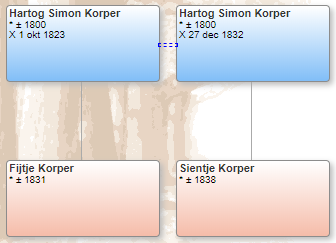 Hartog Simon Korper
* ± 1800
X 1 okt 1823
Hartog Simon Korper
* ± 1800
X 27 dec 1832
Fijtje Korper
* ± 1831
Sientje Korper
* ± 1838